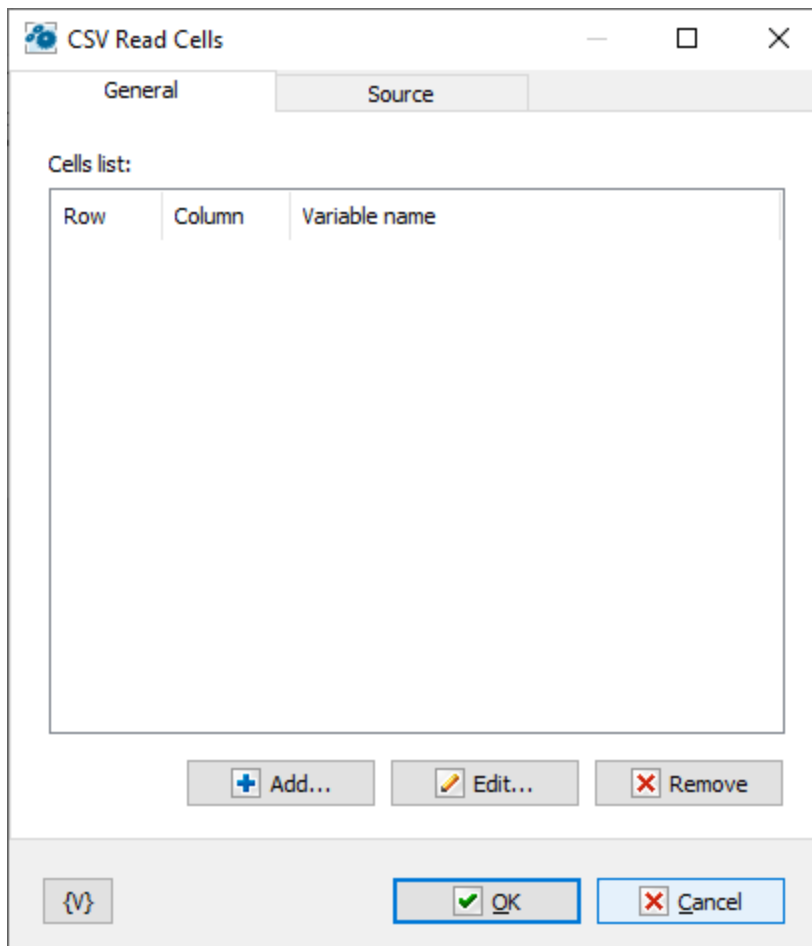 CSV Read Cells
General Source
Cells list:
Row Column Variable name
Add... Edit... Remove
{V} OK Cancel